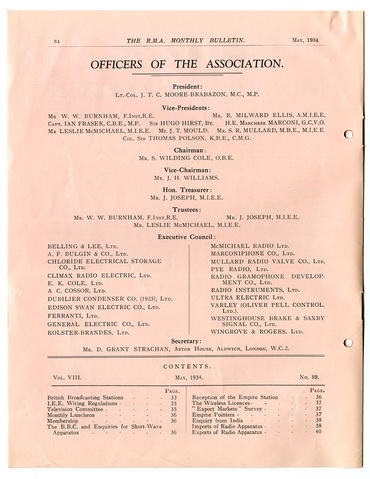 84 THE R.M.A. MONTHLY BULLETIN. MAY, 1934.
OFFICERS OF THE ASSOCIATION.
President:
LT.-COL. J. T. C. MOORE-BRABAZON, M.C., M.P.
Vice-Presidents:
MR. W. W. BURNHAM, F.INST.R.E. MR. R. MILWARD ELLIS, A.M.I.E.E.
CAPT. IAN FRASER, C.B.E., M.P. SIR HUGO HIRST, BT. H.E. MARCHESE MARCONI, G.C.V.O.
MR LESLIE McMICHAEL, M.I.E.E. MR. J. T. MOULD. MR. S. R. MULLARD, M.B.E., M.I.E.E.
COL. SIR THOMAS POLSON, K.B.E., C.M.G.
Chairman:
MR. S. WILDING COLE, O.B.E.
Vice-Chairman:
MR. J. H. WILLIAMS.
Hon. Treasurer:
MR. J. JOSEPH, M.I.E.E.
Trustees:
MR. W. W. BURNHAM, F.INST.R.E. MR. J. JOSEPH, M.I.E.E.
MR. LESLIE McMICHAEL, M.I.E.E.
Executive Council:
BELLING & LEE, LTD.
A. F. BULGIN & CO., LTD.
CHLORIDE ELECTRICAL STORAGE
CO., LTD.
CLIMAX RADIO ELECTRIC, LTD.
E. K. COLE, LTD.
A. C. COSSOR, LTD.
DUBILIER CONDENSER CO. (1925), LTD.
EDISON SWAN ELECTRIC CO., LTD.
FERRANTI, LTD.
GENERAL ELECTRIC CO., LTD.
KOLSTER-BRANDES, LTD.
McMICHAEL RADIO LTD.
MARCONIPHONE CO., LTD.
MULLARD RADIO VALVE CO., LTD.
PYE RADIO, LTD.
RADIO GRAMOPHONE DEVELOP-
MENT CO., LTD.
RADIO INSTRUMENTS, LTD.
ULTRA ELECTRIC LTD.
VARLEY (OLIVER PELL CONTROL
LTD.).
WESTINGHOUSE BRAKE & SAXBY
SIGNAL CO., LTD.
WINGROVE & ROGERS, LTD.
Secretary:
MR. D. GRANT STRACHAN, ASTOR HOUSE, ALDWYCH, LONDON, W.C.2.
CONTENTS.
VOL. VIII. MAY, 1934. No. 89.
PAGE.
British Broadcasting Stations - 33
I.E.E. Wiring Regulations - 35
Television Committee - 35
Monthly Luncheon - 36
Membership - 36
The B.B.C. and Enquiries for Short-Wave
Apparatus - 36
PAGE.
Reception of the Empire Station - 36
The Wireless Licences - 37
"Export Markets" Survey - 37
Empire Pointers - 37
Enquiry from India - 38
Imports of Radio Apparatus - 38
Exports of Radio Apparatus - 40